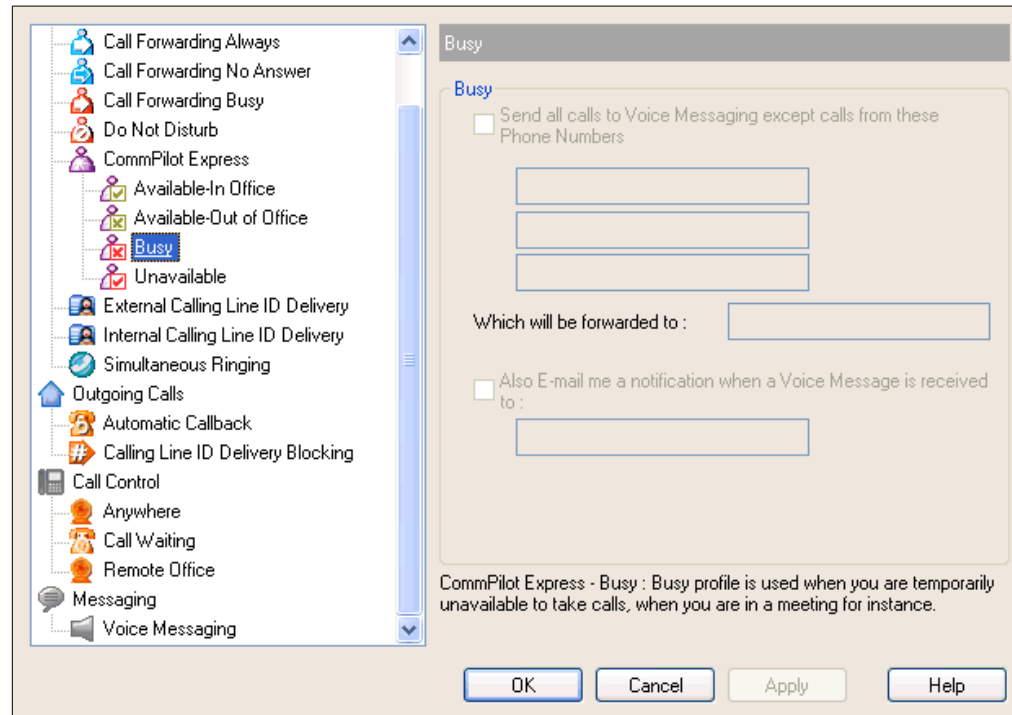 Call Forwarding Always
Call Forwarding No Answer
Call Forwarding Busy
Do Not Disturb
CommPilot Express
Available-In Office
Available-Out of Office
Busy
Unavailable
External Calling Line ID Delivery
Internal Calling Line ID Delivery
Simultaneous Ringing
Outgoing Calls
Automatic Callback
Calling Line ID Delivery Blocking
Call Control
Anywhere
Call Waiting
Remote Office
Messaging
Voice Messaging
Busy
Busy
Send all calls to Voice Messaging except calls from these
Phone Numbers
Which will be forwarded to :
Also E-mail me a notification when a Voice Message is received
to :
CommPilot Express - Busy : Busy profile is used when you are temporarily
unavailable to take calls, when you are in a meeting for instance.
OK
Cancel
Apply
Help